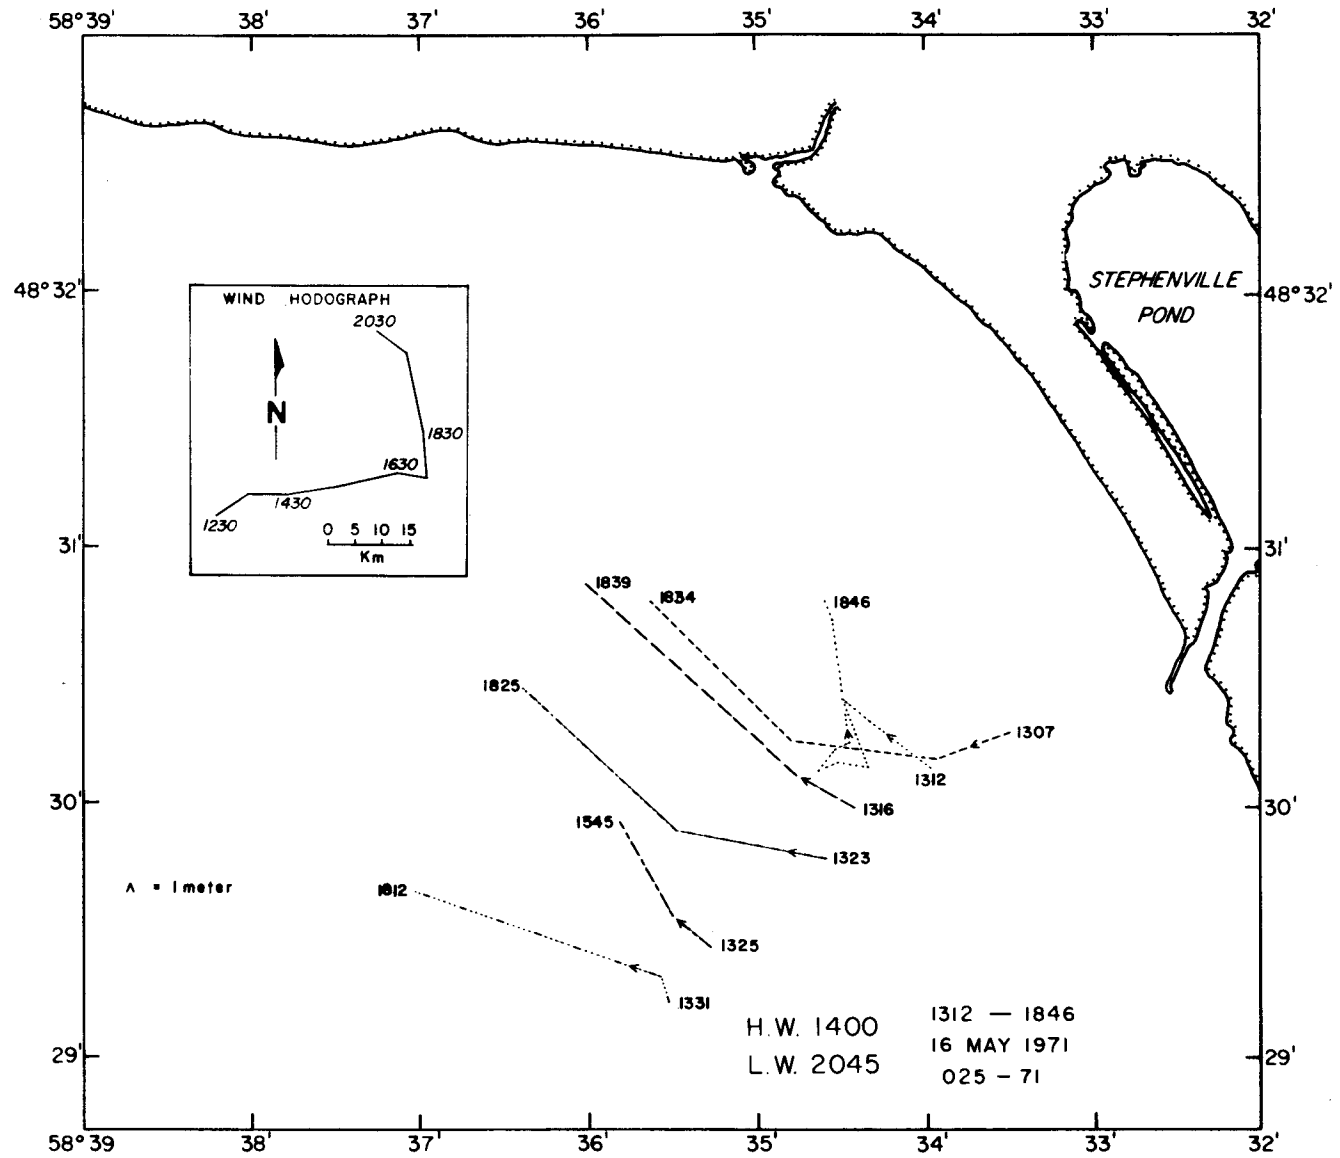 58°39' 38' 37' 36' 35' 34' 33' 32'
STEPHENVILLE
POND
48°32' 48°32'
WIND HODOGRAPH
2030
N
1830
1630
1430
1230
0 5 10 15
Km
31' 31'
1839
1834
1846
1825
1307
1312
1316
30' 30'
1545
1323
Λ = 1 meter
1812
1325
1331
H.W. 1400
L.W. 2045
1312 — 1846
16 MAY 1971
025 – 71
29' 29'
58°39 38' 37' 36' 35' 34' 33' 32'